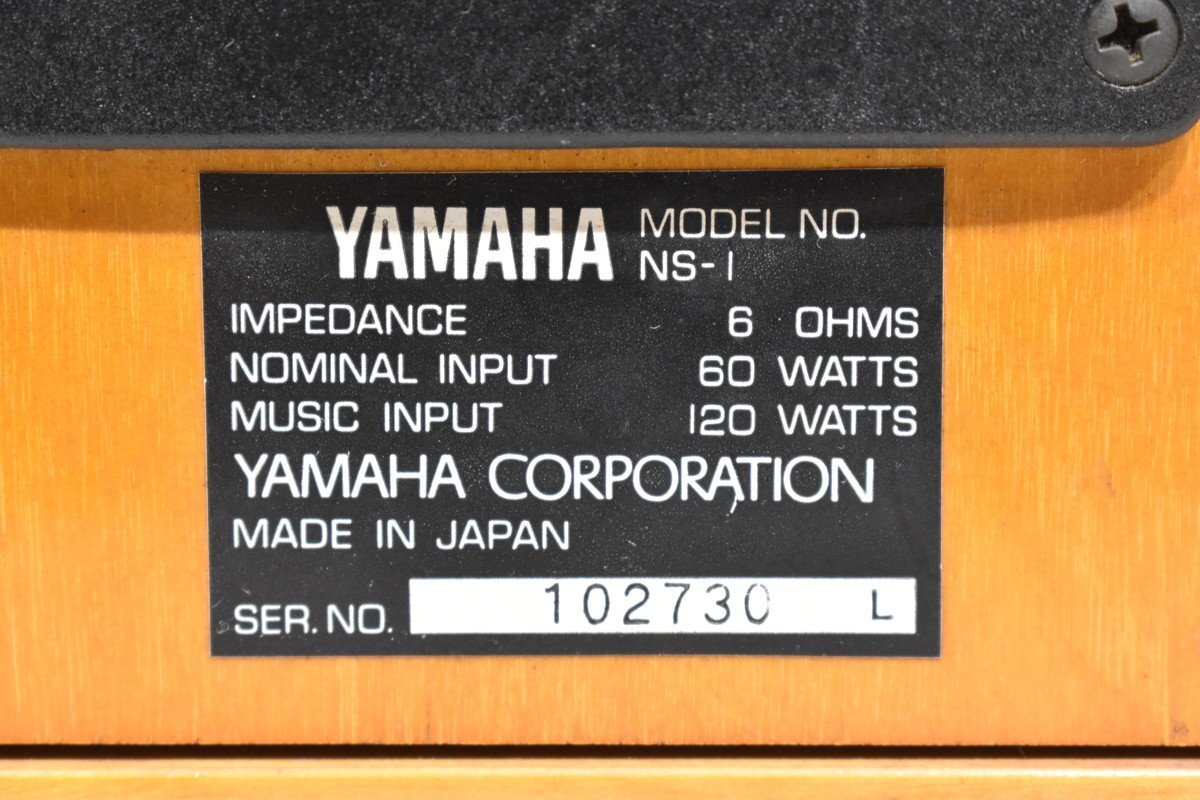 YAMAHA MODEL NO.
NS-1
IMPEDANCE 6 OHMS
NOMINAL INPUT 60 WATTS
MUSIC INPUT 120 WATTS
YAMAHA CORPORATION
MADE IN JAPAN
SER. NO. 102730 L